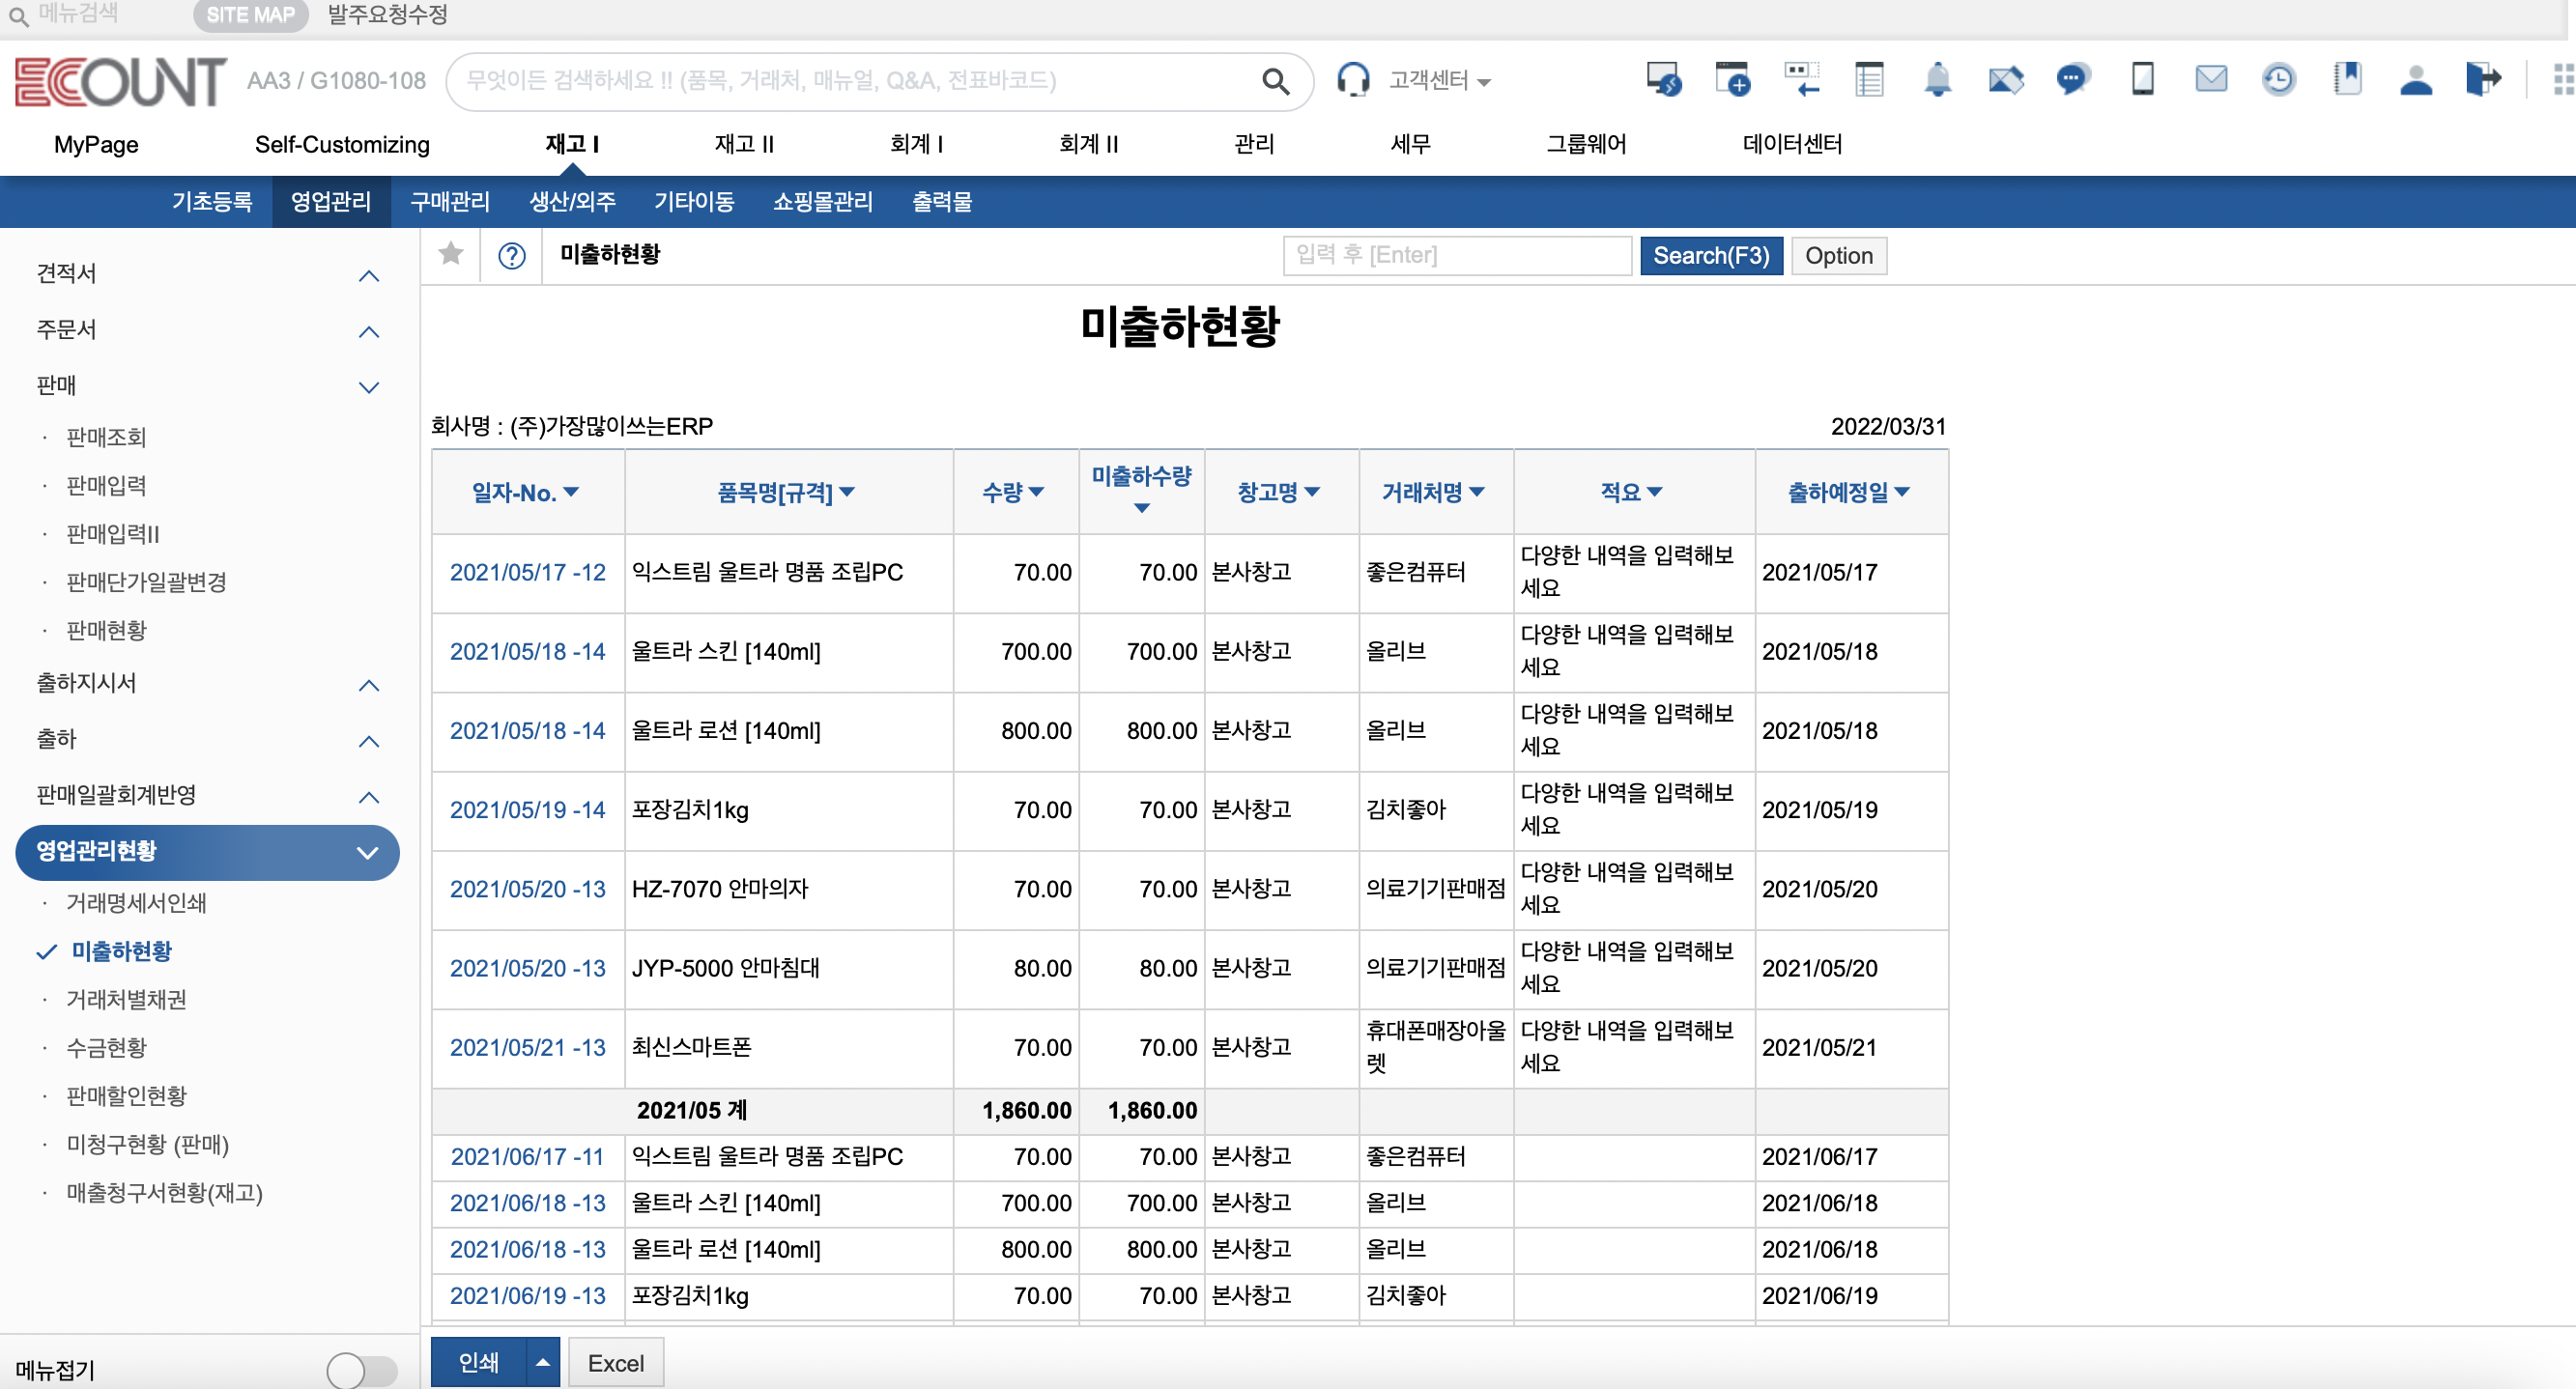 메뉴검색 SITE MAP 발주요청수정
ECOUNT AA3 / G1080-108 무엇이든 검색하세요 !! (품목, 거래처, 매뉴얼, Q&A, 전표바코드) 고객센터
MyPage Self-Customizing 재고 I 재고 II 회계 I 회계 II 관리 세무 그룹웨어 데이터센터
기초등록 영업관리 구매관리 생산/외주 기타이동 쇼핑몰관리 출력물
견적서
주문서
판매
· 판매조회
· 판매입력
· 판매입력II
· 판매단가일괄변경
· 판매현황
출하지시서
출하
판매일괄회계반영
영업관리현황
· 거래명세서인쇄
미출하현황
· 거래처별채권
· 수금현황
· 판매할인현황
· 미청구현황 (판매)
· 매출청구서현황(재고)
메뉴접기
미출하현황 입력 후 [Enter] Search(F3) Option
미출하현황
회사명 : (주)가장많이쓰는ERP 2022/03/31
일자-No. 품목명[규격] 수량 미출하수량 창고명 거래처명 적요 출하예정일
2021/05/17 -12 익스트림 울트라 명품 조립PC 70.00 70.00 본사창고 좋은컴퓨터 다양한 내역을 입력해보
세요 2021/05/17
2021/05/18 -14 울트라 스킨 [140ml] 700.00 700.00 본사창고 올리브 다양한 내역을 입력해보
세요 2021/05/18
2021/05/18 -14 울트라 로션 [140ml] 800.00 800.00 본사창고 올리브 다양한 내역을 입력해보
세요 2021/05/18
2021/05/19 -14 포장김치1kg 70.00 70.00 본사창고 김치좋아 다양한 내역을 입력해보
세요 2021/05/19
2021/05/20 -13 HZ-7070 안마의자 70.00 70.00 본사창고 의료기기판매점 다양한 내역을 입력해보
세요 2021/05/20
2021/05/20 -13 JYP-5000 안마침대 80.00 80.00 본사창고 의료기기판매점 다양한 내역을 입력해보
세요 2021/05/20
2021/05/21 -13 최신스마트폰 70.00 70.00 본사창고 휴대폰매장아울
렛 다양한 내역을 입력해보
세요 2021/05/21
2021/05 계 1,860.00 1,860.00
2021/06/17 -11 익스트림 울트라 명품 조립PC 70.00 70.00 본사창고 좋은컴퓨터 2021/06/17
2021/06/18 -13 울트라 스킨 [140ml] 700.00 700.00 본사창고 올리브 2021/06/18
2021/06/18 -13 울트라 로션 [140ml] 800.00 800.00 본사창고 올리브 2021/06/18
2021/06/19 -13 포장김치1kg 70.00 70.00 본사창고 김치좋아 2021/06/19
인쇄 Excel